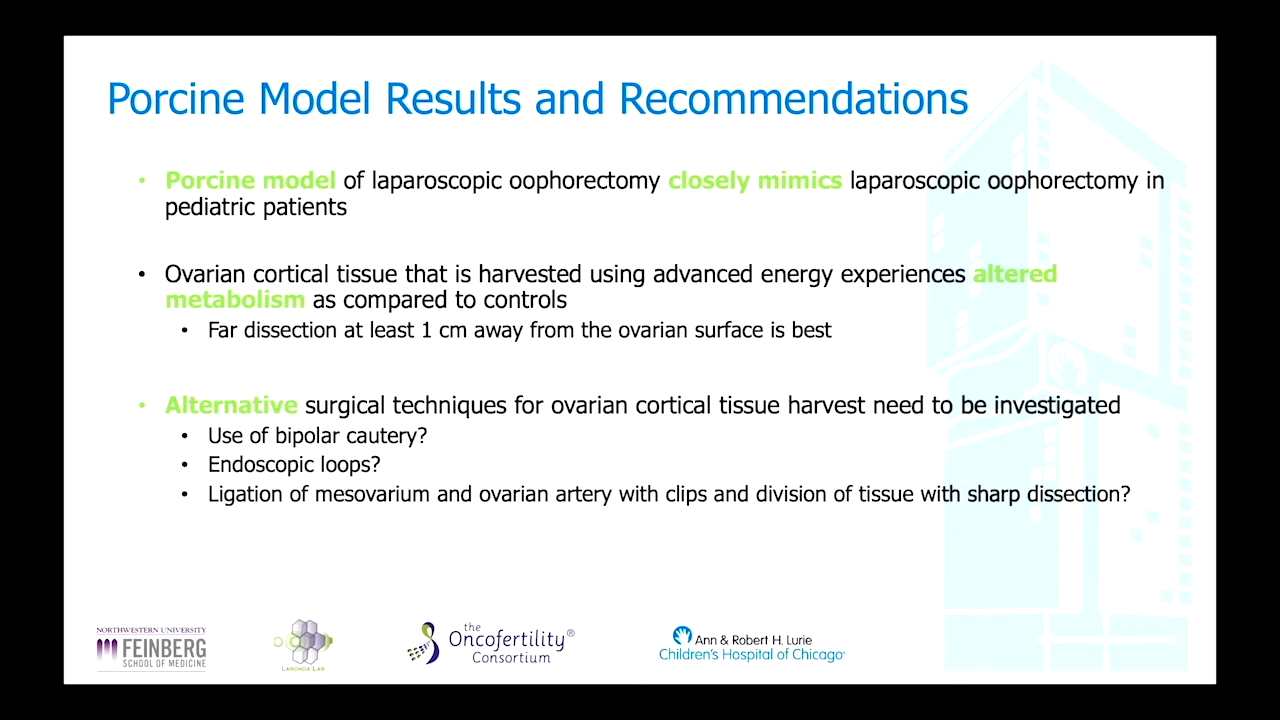 Porcine Model Results and Recommendations
• Porcine model of laparoscopic oophorectomy closely mimics laparoscopic oophorectomy in
pediatric patients
• Ovarian cortical tissue that is harvested using advanced energy experiences altered
metabolism as compared to controls
• Far dissection at least 1 cm away from the ovarian surface is best
• Alternative surgical techniques for ovarian cortical tissue harvest need to be investigated
• Use of bipolar cautery?
• Endoscopic loops?
• Ligation of mesovarium and ovarian artery with clips and division of tissue with sharp dissection?
NORTHWESTERN UNIVERSITY
FEINBERG
SCHOOL OF MEDICINE
LARONDA LAB
the
Oncofertility®
Consortium
Ann & Robert H. Lurie
Children's Hospital of Chicago